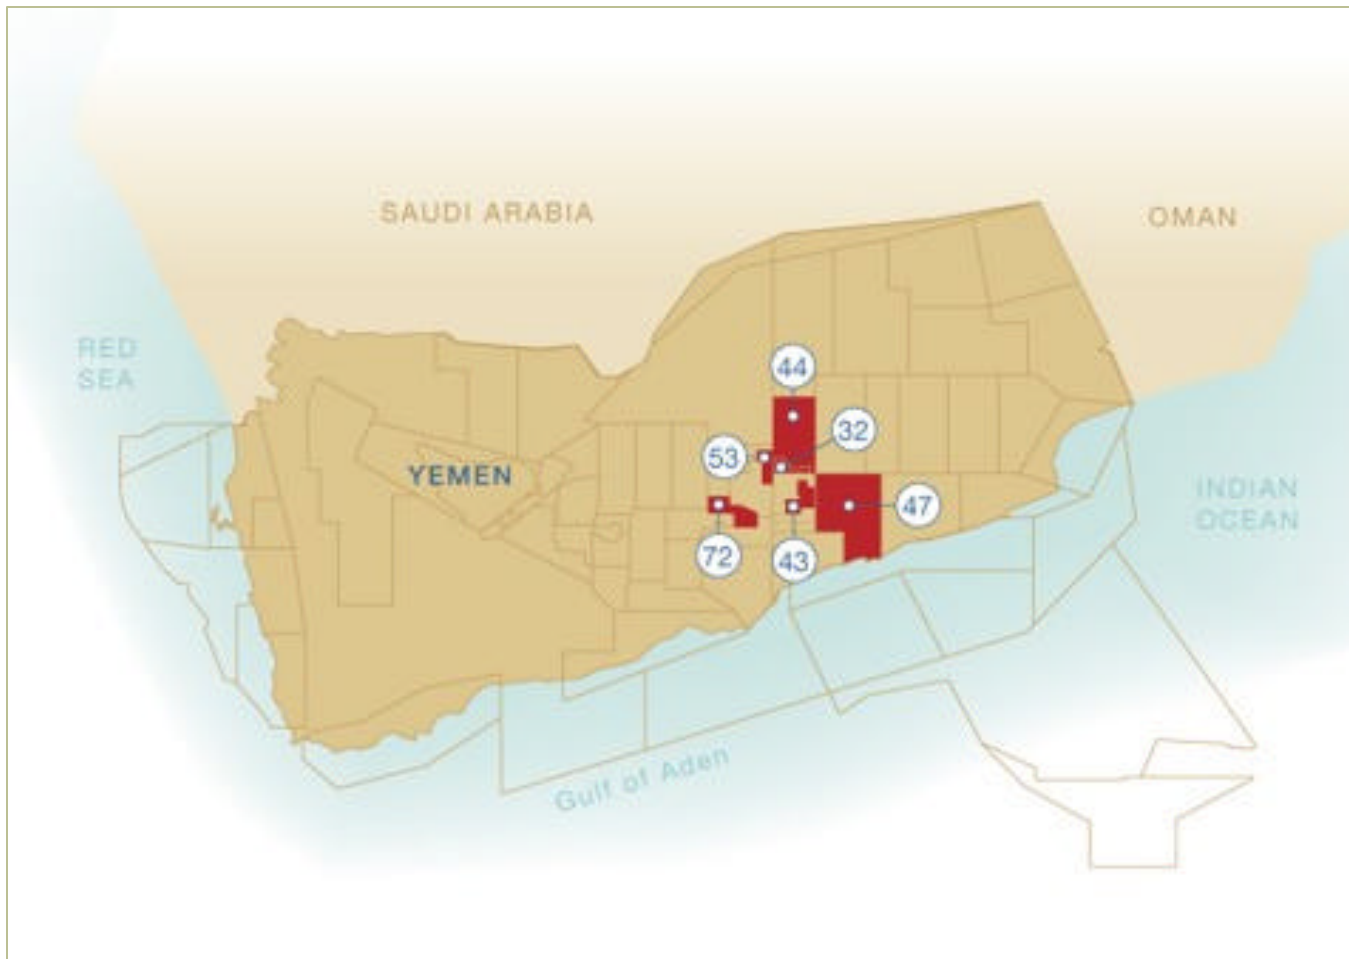 SAUDI ARABIA
OMAN
RED
SEA
44
32
53
YEMEN
INDIAN
OCEAN
47
72
43
Gulf of Aden